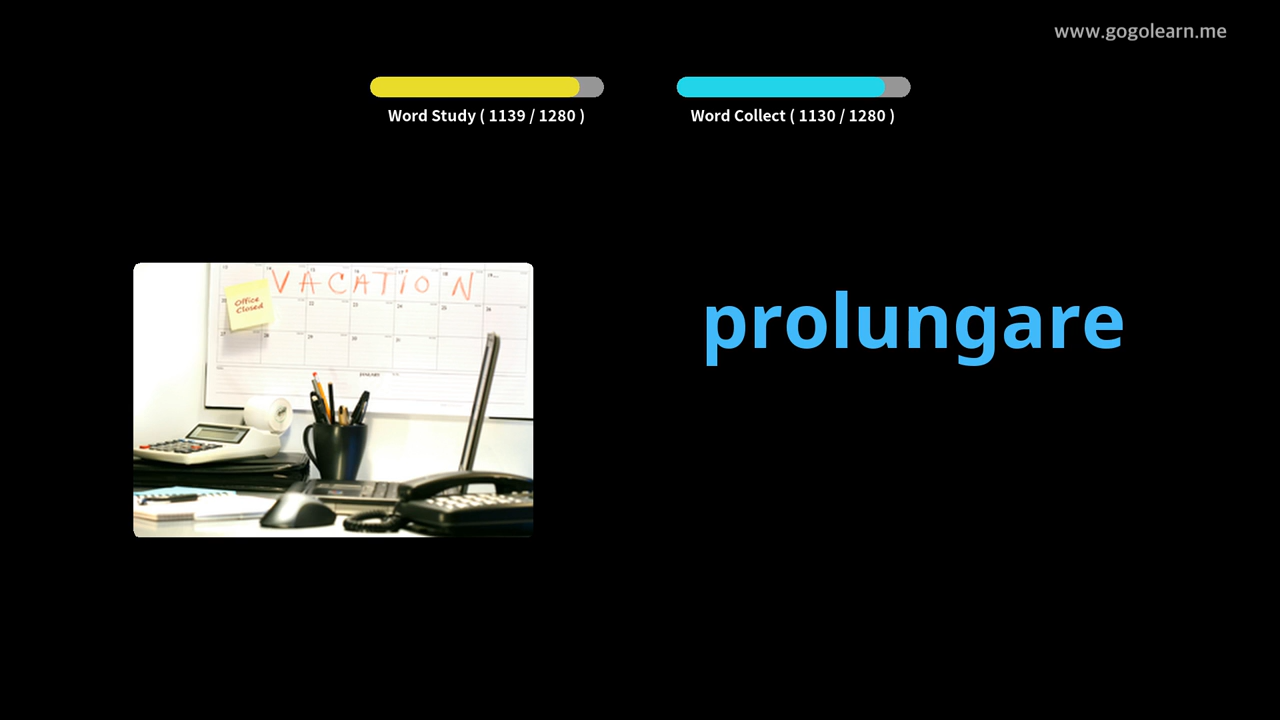 www.gogolearn.me
Word Study ( 1139 / 1280 )
Word Collect ( 1130 / 1280 )
VACATION
Office
Closed
prolungare